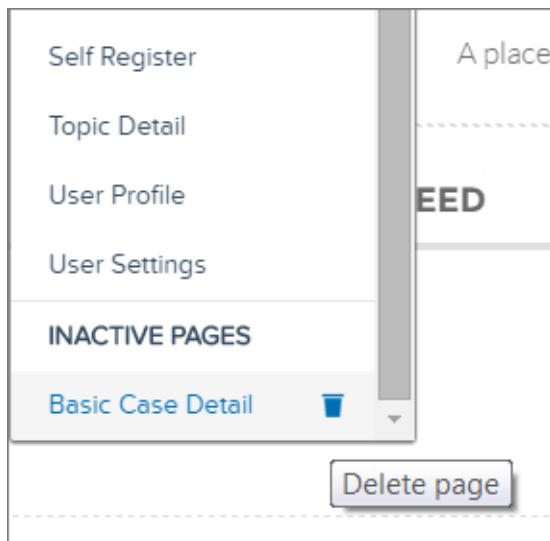 Self Register
A place
Topic Detail
User Profile
EED
User Settings
INACTIVE PAGES
Basic Case Detail
Delete page